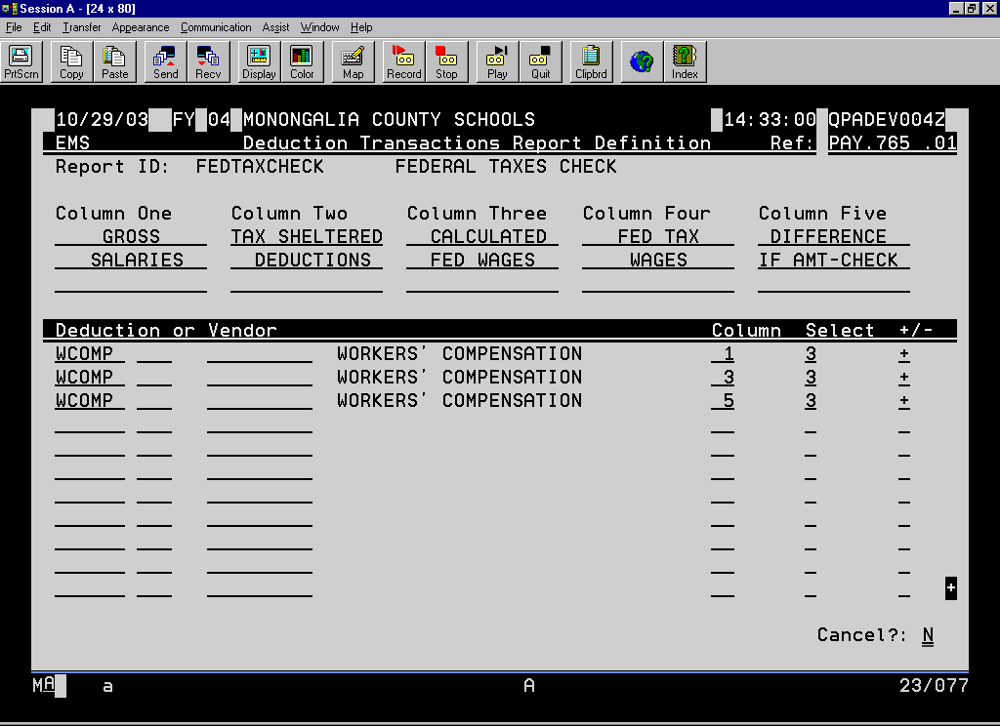 Session A - [24 x 80]
File Edit Transfer Appearance Communication Assist Window Help
PrtScrn Copy Paste Send Recv Display Color Map Record Stop Play Quit Clipbrd Index
10/29/03 FY 04 MONONGALIA COUNTY SCHOOLS 14:33:00 QPADEV004Z
EMS Deduction Transactions Report Definition Ref: PAY.765 .01
Report ID: FEDTAXCHECK FEDERAL TAXES CHECK
Column One Column Two Column Three Column Four Column Five
GROSS TAX SHELTERED CALCULATED FED TAX DIFFERENCE
SALARIES DEDUCTIONS FED WAGES WAGES IF AMT-CHECK
Deduction or Vendor Column Select +/-
WCOMP WORKERS' COMPENSATION 1 3 +
WCOMP WORKERS' COMPENSATION 3 3 +
WCOMP WORKERS' COMPENSATION 5 3 +
+
Cancel?: N
MA a A 23/077